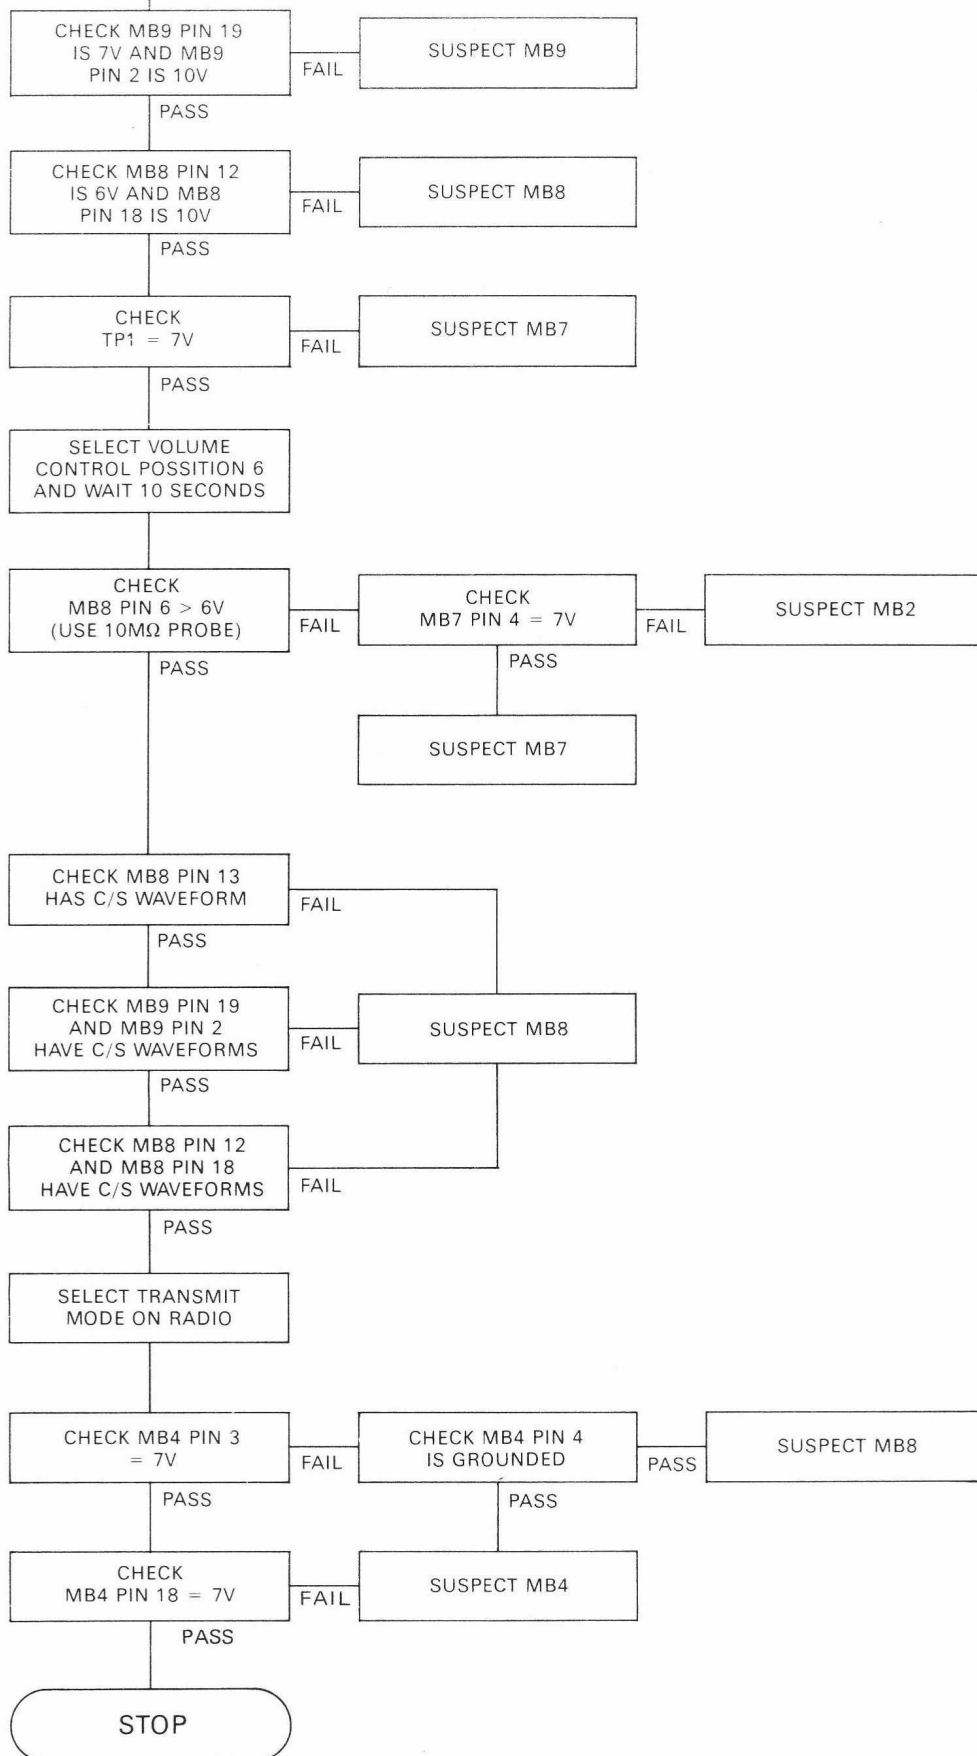 CHECK MB9 PIN 19
IS 7V AND MB9
PIN 2 IS 10V
FAIL
SUSPECT MB9
PASS
CHECK MB8 PIN 12
IS 6V AND MB8
PIN 18 IS 10V
FAIL
SUSPECT MB8
PASS
CHECK
TP1 = 7V
FAIL
SUSPECT MB7
PASS
SELECT VOLUME
CONTROL POSSITION 6
AND WAIT 10 SECONDS
CHECK
MB8 PIN 6 > 6V
(USE 10MΩ PROBE)
FAIL
CHECK
MB7 PIN 4 = 7V
FAIL
SUSPECT MB2
PASS
PASS
SUSPECT MB7
CHECK MB8 PIN 13
HAS C/S WAVEFORM
FAIL
PASS
CHECK MB9 PIN 19
AND MB9 PIN 2
HAVE C/S WAVEFORMS
FAIL
SUSPECT MB8
PASS
CHECK MB8 PIN 12
AND MB8 PIN 18
HAVE C/S WAVEFORMS
FAIL
PASS
SELECT TRANSMIT
MODE ON RADIO
CHECK MB4 PIN 3
= 7V
FAIL
CHECK MB4 PIN 4
IS GROUNDED
PASS
SUSPECT MB8
PASS
PASS
CHECK
MB4 PIN 18 = 7V
FAIL
SUSPECT MB4
PASS
STOP